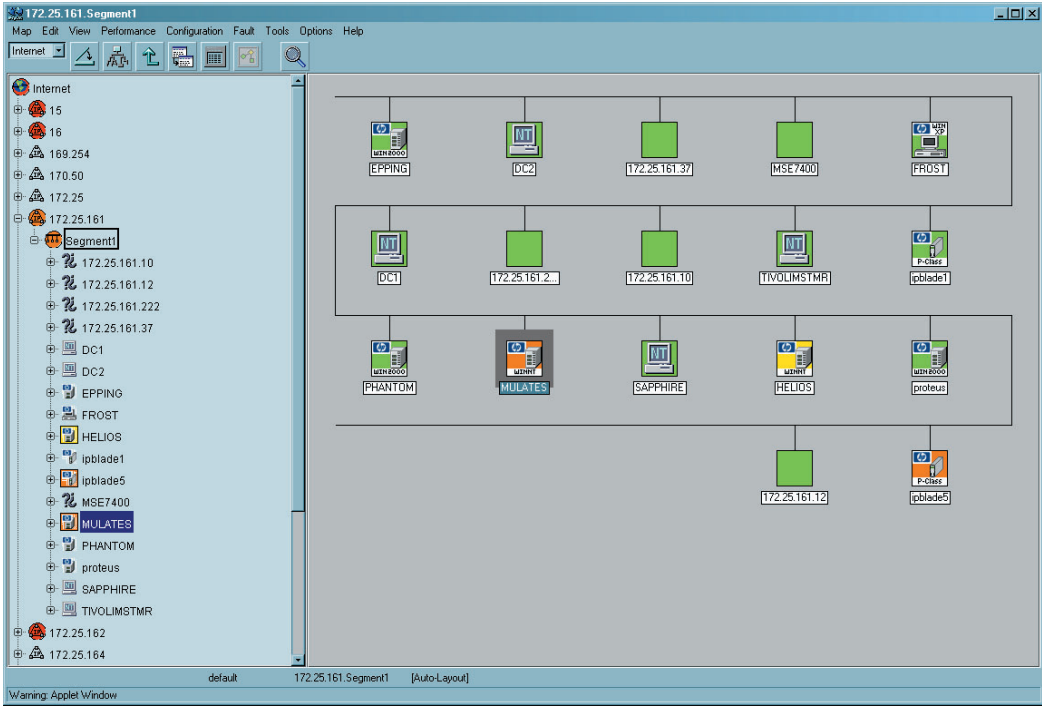 172.25.161.Segment1
Map Edit View Performance Configuration Fault Tools Options Help
Internet
Internet
15
16
169.254
170.50
172.25
172.25.161
Segment1
172.25.161.10
172.25.161.12
172.25.161.222
172.25.161.37
DC1
DC2
EPPING
FROST
HELIOS
ipblade1
ipblade5
MSE7400
MULATES
PHANTOM
proteus
SAPPHIRE
TIVOLIMSTMR
172.25.162
172.25.164
WIN2000
NT
WIN XP
EPPING
DC2
172.25.161.37
MSE7400
FROST
NT
NT
P-Class
DC1
172.25.161.2...
172.25.161.10
TIVOLIMSTMR
ipblade1
WIN2000
WINNT
NT
WINNT
WIN2000
PHANTOM
MULATES
SAPPHIRE
HELIOS
proteus
P-Class
172.25.161.12
ipblade5
default 172.25.161.Segment1 [Auto-Layout]
Warning: Applet Window